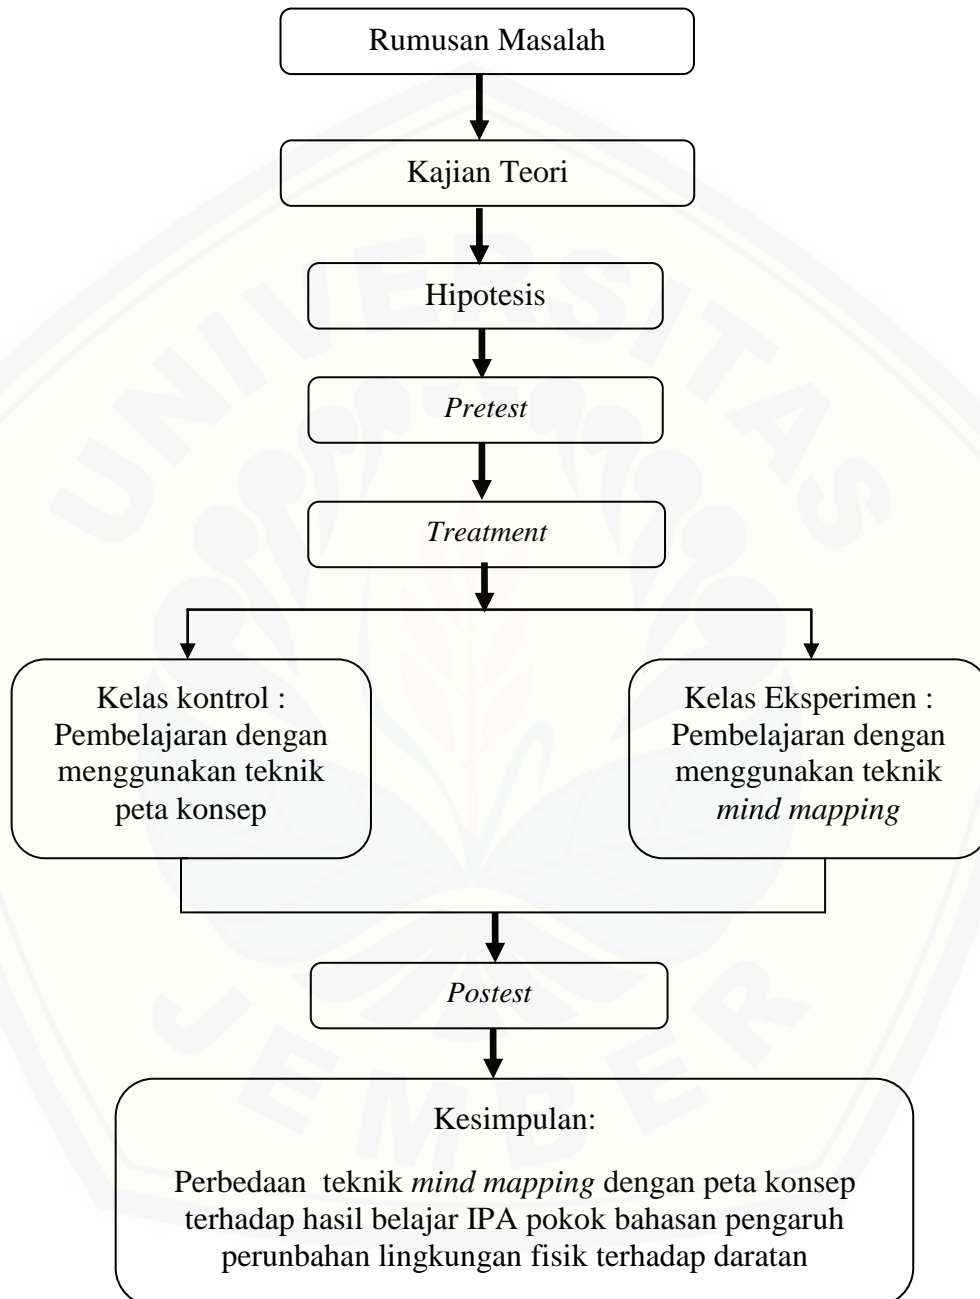 Rumusan Masalah
Kajian Teori
Hipotesis
Pretest
Treatment
Kelas kontrol :
Pembelajaran dengan
menggunakan teknik
peta konsep
Kelas Eksperimen :
Pembelajaran dengan
menggunakan teknik
mind mapping
Postest
Kesimpulan:
Perbedaan teknik mind mapping dengan peta konsep
terhadap hasil belajar IPA pokok bahasan pengaruh
perunbahan lingkungan fisik terhadap daratan
UNIVERSITAS
JEMBER